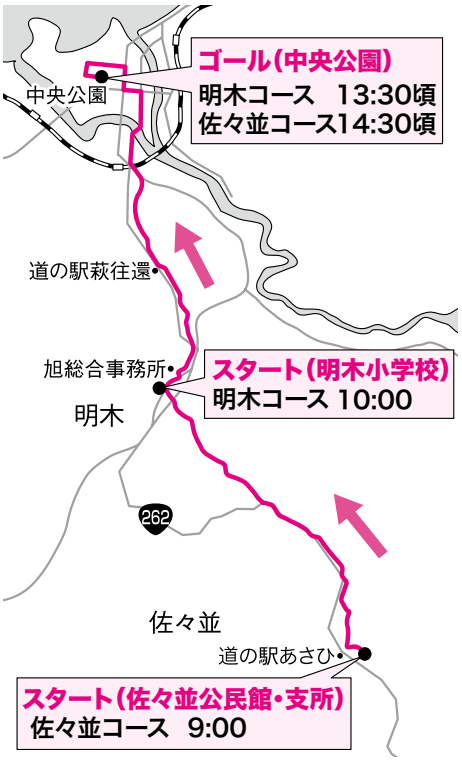 ゴール（中央公園）
明木コース 13:30頃
佐々並コース14:30頃
中央公園
道の駅萩往還
旭総合事務所
スタート（明木小学校）
明木コース 10:00
明木
262
佐々並
道の駅あさひ
スタート（佐々並公民館・支所）
佐々並コース 9:00